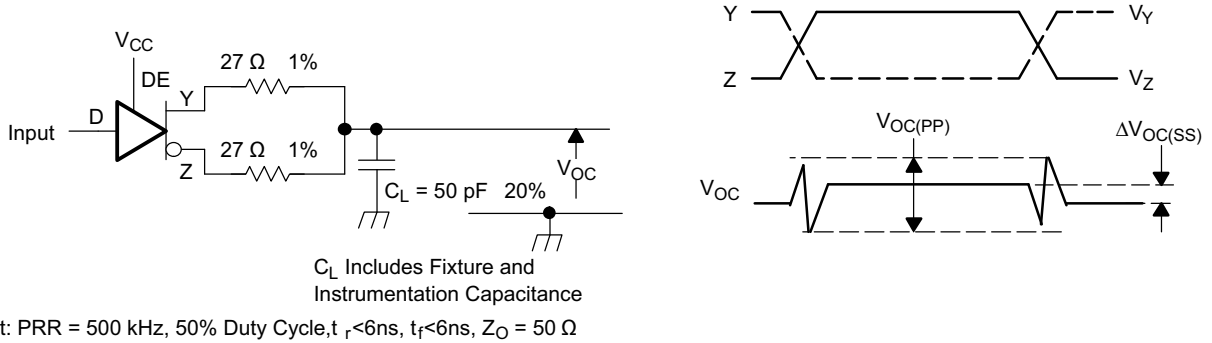 V_CC
DE
27 Ω 1%
Y
D
Input
27 Ω 1%
Z
C_L = 50 pF 20%
V_OC
C_L Includes Fixture and
Instrumentation Capacitance
t: PRR = 500 kHz, 50% Duty Cycle,t r<6ns, t_f<6ns, Z_O = 50 Ω
Y V_Y
Z V_Z
V_OC(PP)
ΔV_OC(SS)
V_OC